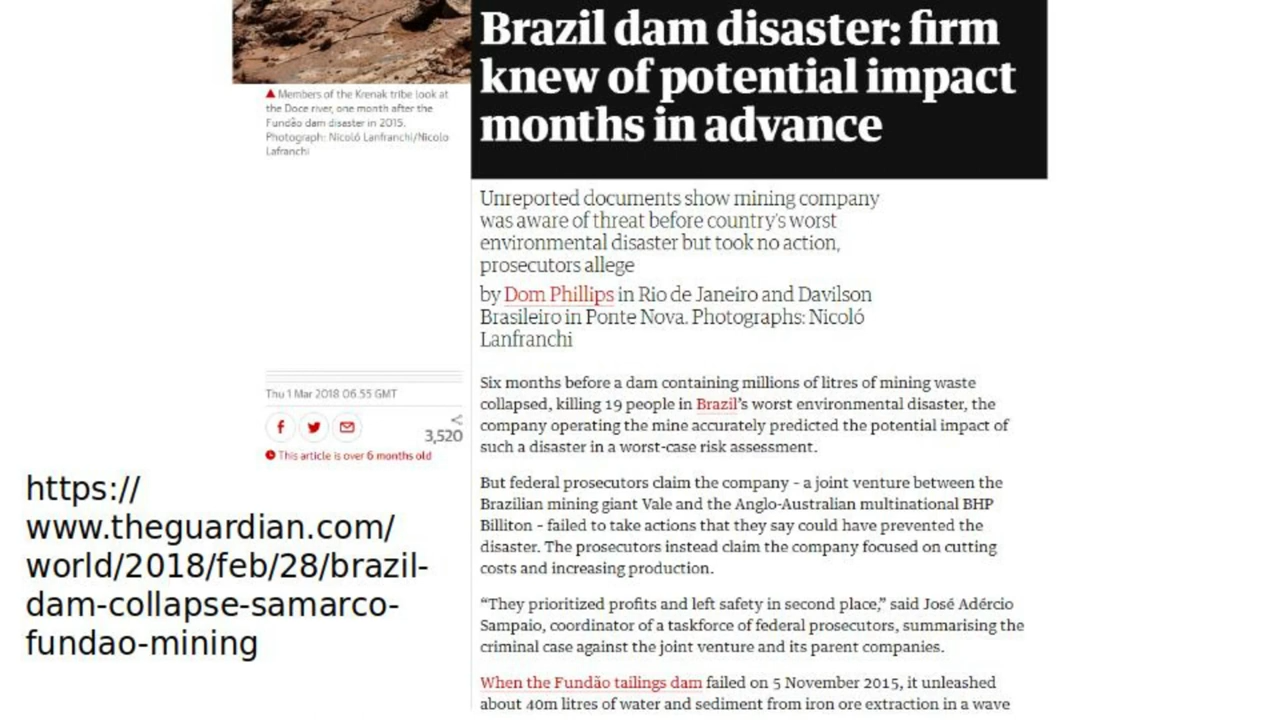 Brazil dam disaster: firm
knew of potential impact
months in advance
Members of the Krenak tribe look at
the Doce river, one month after the
Fundão dam disaster in 2015.
Photograph: Nicoló Lanfranchi/Nicolo
Lafranchi
Unreported documents show mining company
was aware of threat before country's worst
environmental disaster but took no action,
prosecutors allege
by Dom Phillips in Rio de Janeiro and Davilson
Brasileiro in Ponte Nova. Photographs: Nicoló
Lanfranchi
Thu 1 Mar 2018 06.55 GMT
3,520
This article is over 6 months old
Six months before a dam containing millions of litres of mining waste
collapsed, killing 19 people in Brazil's worst environmental disaster, the
company operating the mine accurately predicted the potential impact of
such a disaster in a worst-case risk assessment.
But federal prosecutors claim the company - a joint venture between the
Brazilian mining giant Vale and the Anglo-Australian multinational BHP
Billiton - failed to take actions that they say could have prevented the
disaster. The prosecutors instead claim the company focused on cutting
costs and increasing production.
“They prioritized profits and left safety in second place,” said José Adércio
Sampaio, coordinator of a taskforce of federal prosecutors, summarising the
criminal case against the joint venture and its parent companies.
When the Fundão tailings dam failed on 5 November 2015, it unleashed
about 40m litres of water and sediment from iron ore extraction in a wave
https://
www.theguardian.com/
world/2018/feb/28/brazil-
dam-collapse-samarco-
fundao-mining